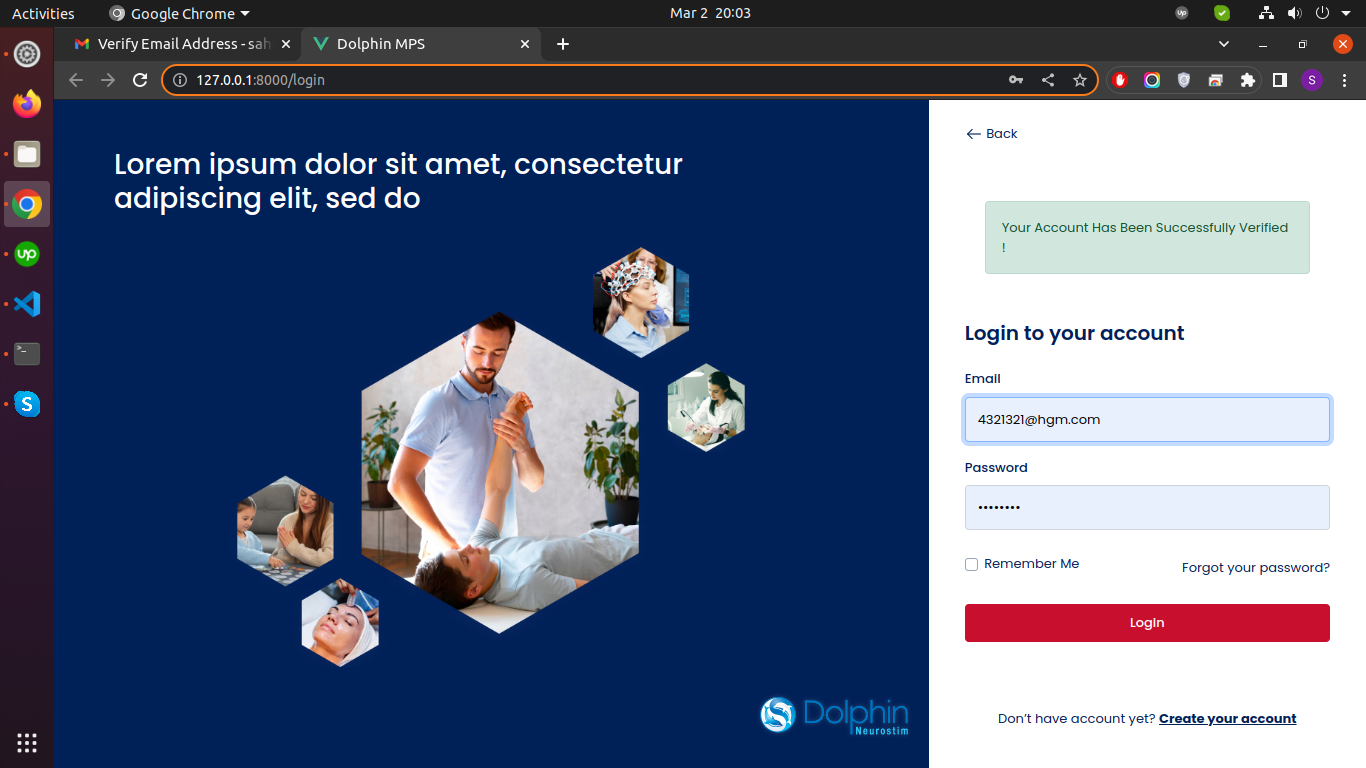 Activities
Google Chrome
Mar 2 20:03
up
Verify Email Address - sah
Dolphin MPS
127.0.0.1:8000/login
S
Lorem ipsum dolor sit amet, consectetur
adipiscing elit, sed do
Dolphin
Neurostim
Back
Your Account Has Been Successfully Verified
!
Login to your account
Email
4321321@hgm.com
Password
••••••••
Remember Me
Forgot your password?
Login
Don't have account yet? Create your account
up
>_
S